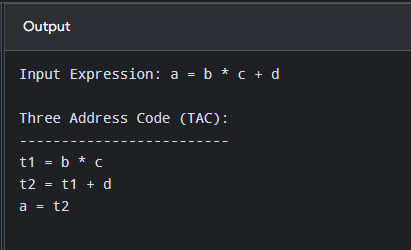 Output
Input Expression: a = b * c + d
Three Address Code (TAC):
-------------------------
t1 = b * c
t2 = t1 + d
a = t2